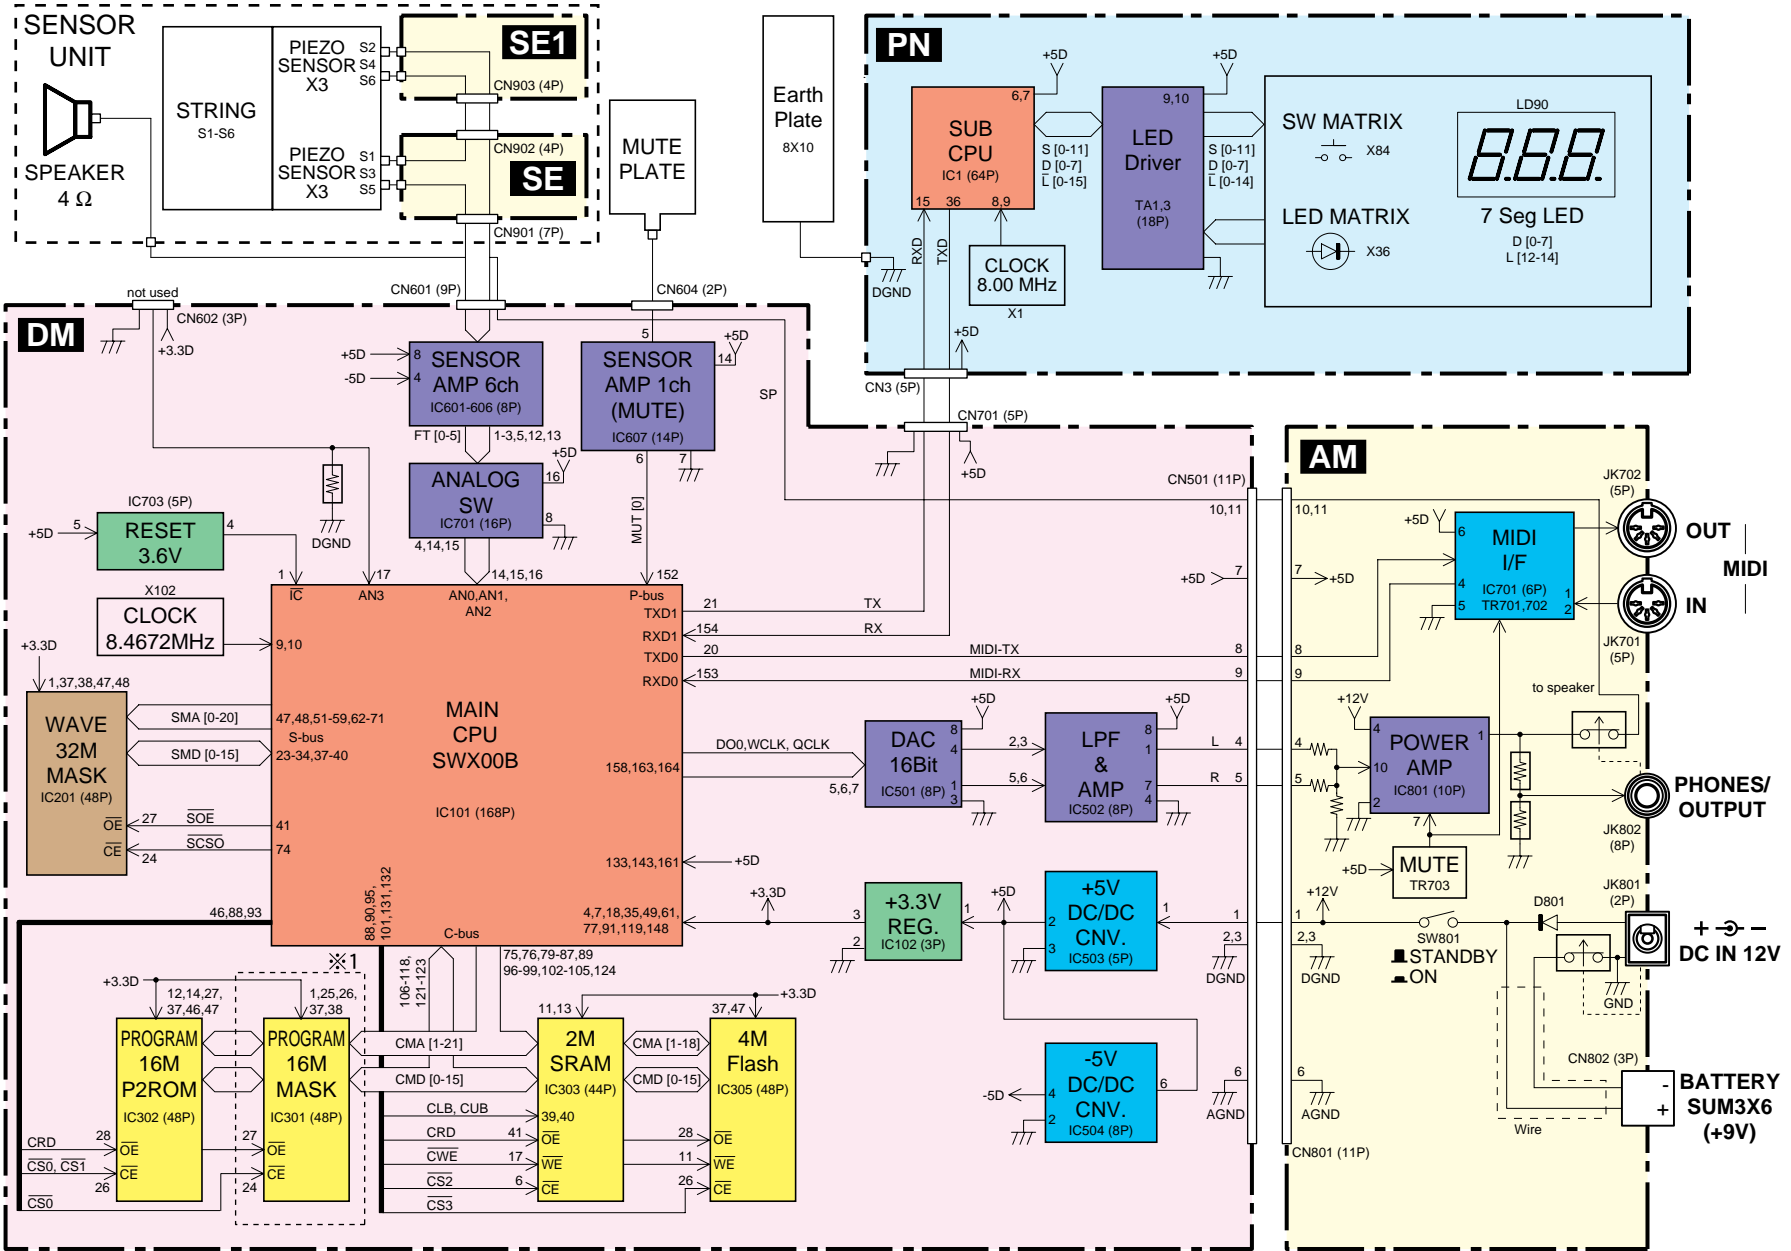 SENSOR
UNIT
STRING
S1-S6
PIEZO
SENSOR
X3
S2
S4
S6
SE1
CN903 (4P)
CN902 (4P)
PIEZO
SENSOR
X3
S1
S3
S5
SE
CN901 (7P)
SPEAKER
4 Ω
MUTE
PLATE
Earth
Plate
8X10
DGND
PN
+5D
6,7
SUB
CPU
IC1 (64P)
15
36
8,9
RXD
TXD
CLOCK
8.00 MHz
X1
S [0-11]
D [0-7]
L [0-15]
+5D
9,10
LED
Driver
TA1,3
(18P)
S [0-11]
D [0-7]
L [0-14]
SW MATRIX
X84
LED MATRIX
X36
LD90
7 Seg LED
D [0-7]
L [12-14]
+5D
CN3 (5P)
CN701 (5P)
+5D
DM
not used
CN602 (3P)
+3.3D
CN601 (9P)
CN604 (2P)
+5D
-5D
8
4
SENSOR
AMP 6ch
IC601-606 (8P)
FT [0-5]
1-3,5,12,13
5
SENSOR
AMP 1ch
(MUTE)
IC607 (14P)
14
+5D
6
7
SP
ANALOG
SW
IC701 (16P)
16
+5D
8
4,14,15
MUT [0]
DGND
IC703 (5P)
RESET
3.6V
+5D
5
4
X102
CLOCK
8.4672MHz
1
IC
17
AN3
14,15,16
AN0,AN1,
AN2
152
P-bus
TXD1
21
TX
RXD1
154
RX
TXD0
20
MIDI-TX
8
RXD0
153
MIDI-RX
9
9,10
+3.3D
1,37,38,47,48
WAVE
32M
MASK
IC201 (48P)
OE
CE
27
24
SMA [0-20]
SMD [0-15]
SOE
SCSO
47,48,51-59,62-71
S-bus
23-34,37-40
41
74
MAIN
CPU
SWX00B
IC101 (168P)
158,163,164
DO0,WCLK, QCLK
5,6,7
DAC
16Bit
IC501 (8P)
8
4
1
3
+5D
2,3
5,6
LPF
&
AMP
IC502 (8P)
8
1
7
4
+5D
L 4
R 5
133,143,161
+5D
4,7,18,35,49,61,
77,91,119,148
+3.3D
3
+3.3V
REG.
IC102 (3P)
1
2
+5D
2
3
+5V
DC/DC
CNV.
IC503 (5P)
1
1
2,3
DGND
-5D
4
2
-5V
DC/DC
CNV.
IC504 (8P)
6
6
AGND
46,88,93
88,90,95,
101,131,132
C-bus
106-118,
121-123
75,76,79-87,89
96-99,102-105,124
※1
+3.3D
12,14,27,
37,46,47
1,25,26,
37,38
PROGRAM
16M
P2ROM
IC302 (48P)
OE
CE
PROGRAM
16M
MASK
IC301 (48P)
OE
CE
CMA [1-21]
CMD [0-15]
11,13
2M
SRAM
IC303 (44P)
39,40
OE
WE
CE
CMA [1-18]
CMD [0-15]
37,47
+3.3D
4M
Flash
IC305 (48P)
OE
WE
CE
CLB, CUB
CRD
41
28
CWE
17
11
CS2
6
26
CS3
CRD
28
CS0, CS1
26
CS0
27
24
CN501 (11P)
10,11
10,11
+5D
7
7
+5D
AM
8
9
+5D
6
4
5
MIDI
I/F
IC701 (6P)
TR701,702
1
2
JK702
(5P)
OUT
MIDI
IN
JK701
(5P)
to speaker
+12V
4
5
4
10
2
7
1
POWER
AMP
IC801 (10P)
+5D
MUTE
TR703
PHONES/
OUTPUT
JK802
(8P)
1
+12V
2,3
DGND
SW801
STANDBY
ON
D801
JK801
(2P)
+ -
DC IN 12V
GND
6
AGND
CN801 (11P)
Wire
CN802 (3P)
-
+
BATTERY
SUM3X6
(+9V)